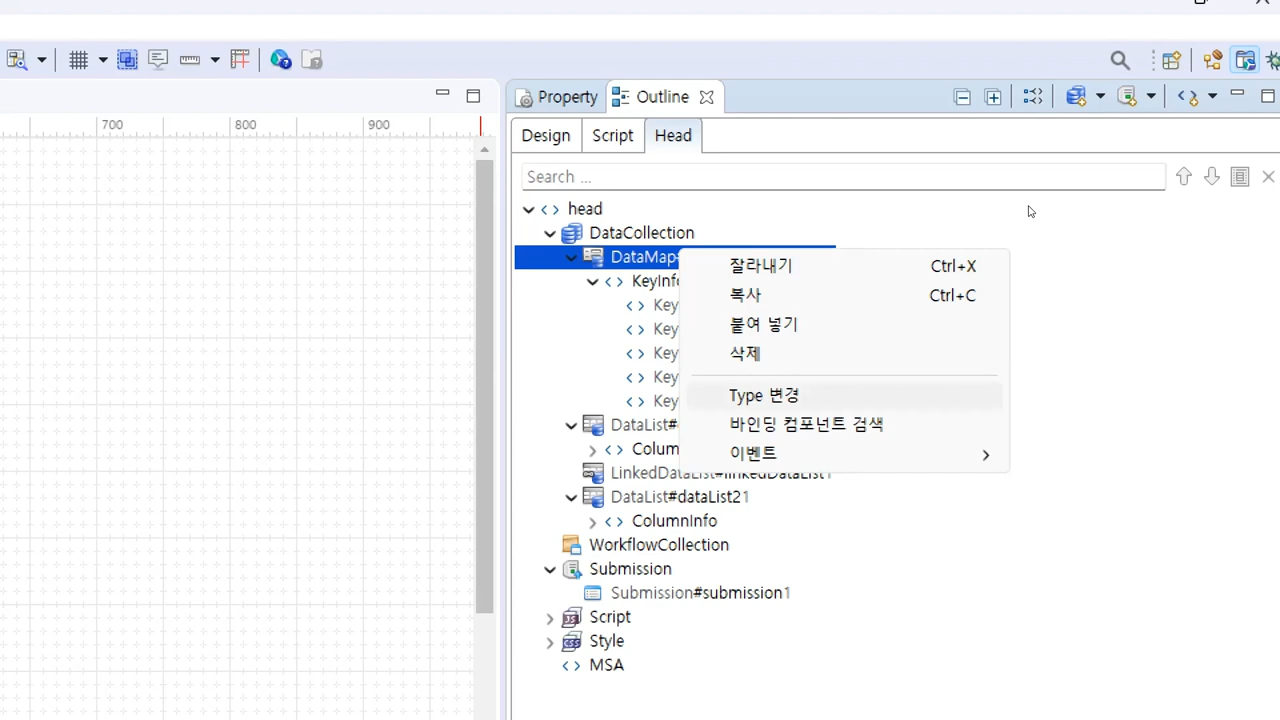 Property
Outline
700
800
900
Design
Script
Head
Search ...
head
DataCollection
DataMap
잘라내기 Ctrl+X
KeyInfo
복사 Ctrl+C
Key
붙여 넣기
Key
삭제
Key
Key
Type 변경
Key
DataList#
바인딩 컴포넌트 검색
Colum
이벤트
LinkedDataList#linkedDataList1
DataList#dataList21
ColumnInfo
WorkflowCollection
Submission
Submission#submission1
Script
Style
MSA